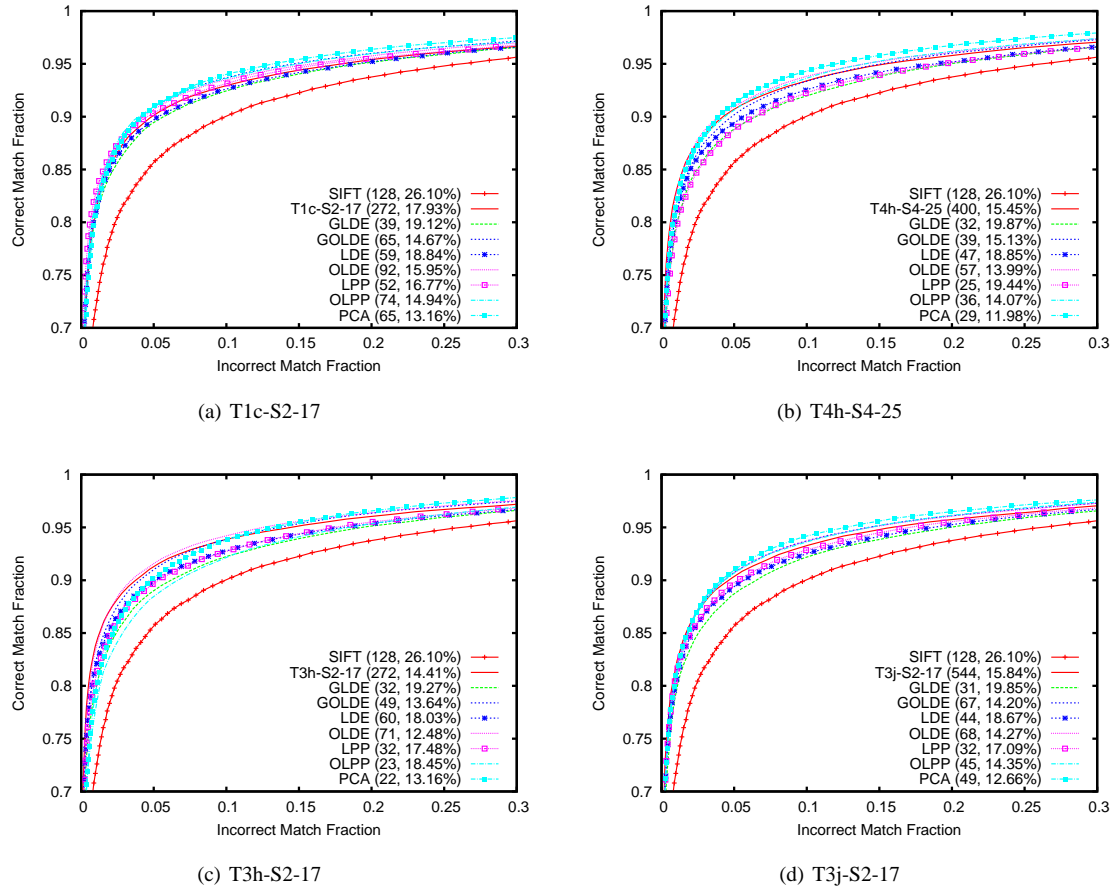 1
0.95
0.9
0.85
0.8
0.75
0.7
0
0.05
0.1
0.15
0.2
0.25
0.3
Correct Match Fraction
Incorrect Match Fraction
SIFT (128, 26.10%)
T1c-S2-17 (272, 17.93%)
GLDE (39, 19.12%)
GOLDE (65, 14.67%)
LDE (59, 18.84%)
OLDE (92, 15.95%)
LPP (52, 16.77%)
OLPP (74, 14.94%)
PCA (65, 13.16%)
(a) T1c-S2-17
1
0.95
0.9
0.85
0.8
0.75
0.7
0
0.05
0.1
0.15
0.2
0.25
0.3
Correct Match Fraction
Incorrect Match Fraction
SIFT (128, 26.10%)
T4h-S4-25 (400, 15.45%)
GLDE (32, 19.87%)
GOLDE (39, 15.13%)
LDE (47, 18.85%)
OLDE (57, 13.99%)
LPP (25, 19.44%)
OLPP (36, 14.07%)
PCA (29, 11.98%)
(b) T4h-S4-25
1
0.95
0.9
0.85
0.8
0.75
0.7
0
0.05
0.1
0.15
0.2
0.25
0.3
Correct Match Fraction
Incorrect Match Fraction
SIFT (128, 26.10%)
T3h-S2-17 (272, 14.41%)
GLDE (32, 19.27%)
GOLDE (49, 13.64%)
LDE (60, 18.03%)
OLDE (71, 12.48%)
LPP (32, 17.48%)
OLPP (23, 18.45%)
PCA (22, 13.16%)
(c) T3h-S2-17
1
0.95
0.9
0.85
0.8
0.75
0.7
0
0.05
0.1
0.15
0.2
0.25
0.3
Correct Match Fraction
Incorrect Match Fraction
SIFT (128, 26.10%)
T3j-S2-17 (544, 15.84%)
GLDE (31, 19.85%)
GOLDE (67, 14.20%)
LDE (44, 18.67%)
OLDE (68, 14.27%)
LPP (32, 17.09%)
OLPP (45, 14.35%)
PCA (49, 12.66%)
(d) T3j-S2-17